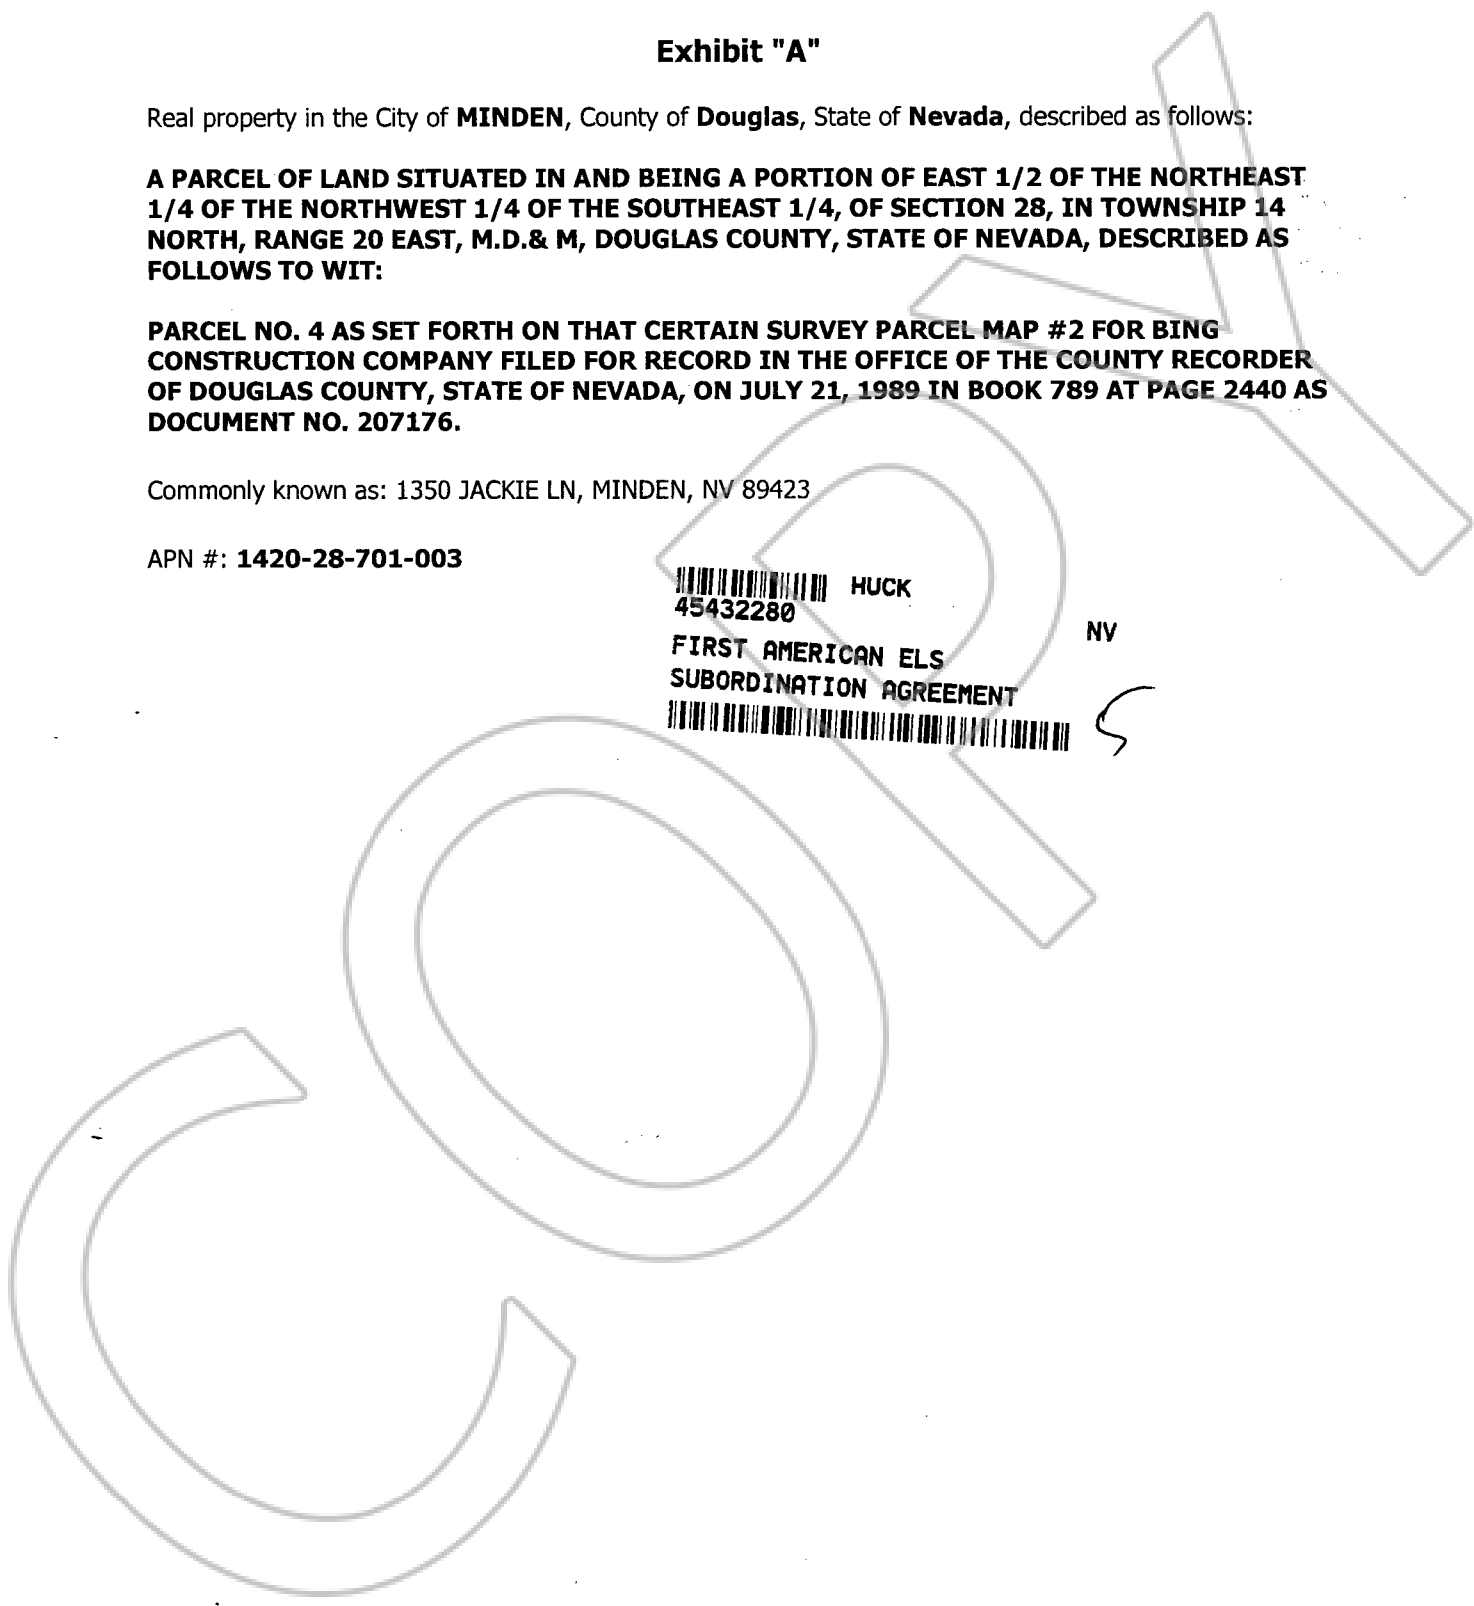 Exhibit "A"
Real property in the City of MINDEN, County of Douglas, State of Nevada, described as follows:
A PARCEL OF LAND SITUATED IN AND BEING A PORTION OF EAST 1/2 OF THE NORTHEAST
1/4 OF THE NORTHWEST 1/4 OF THE SOUTHEAST 1/4, OF SECTION 28, IN TOWNSHIP 14
NORTH, RANGE 20 EAST, M.D.& M, DOUGLAS COUNTY, STATE OF NEVADA, DESCRIBED AS
FOLLOWS TO WIT:
PARCEL NO. 4 AS SET FORTH ON THAT CERTAIN SURVEY PARCEL MAP #2 FOR BING
CONSTRUCTION COMPANY FILED FOR RECORD IN THE OFFICE OF THE COUNTY RECORDER
OF DOUGLAS COUNTY, STATE OF NEVADA, ON JULY 21, 1989 IN BOOK 789 AT PAGE 2440 AS
DOCUMENT NO. 207176.
Commonly known as: 1350 JACKIE LN, MINDEN, NV 89423
APN #: 1420-28-701-003
HUCK
45432280
NV
FIRST AMERICAN ELS
SUBORDINATION AGREEMENT
COPY